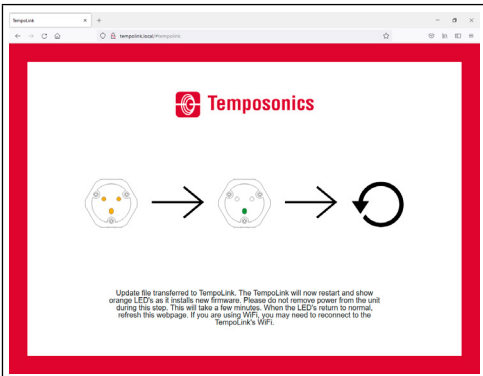 TempoLink
tempolink.local/#tempolink
Temposonics
Update file transferred to TempoLink. The TempoLink will now restart and show
orange LED's as it installs new firmware. Please do not remove power from the unit
during this step. This will take a few minutes. When the LED's return to normal,
refresh this webpage. If you are using WiFi, you may need to reconnect to the
TempoLink's WiFi.